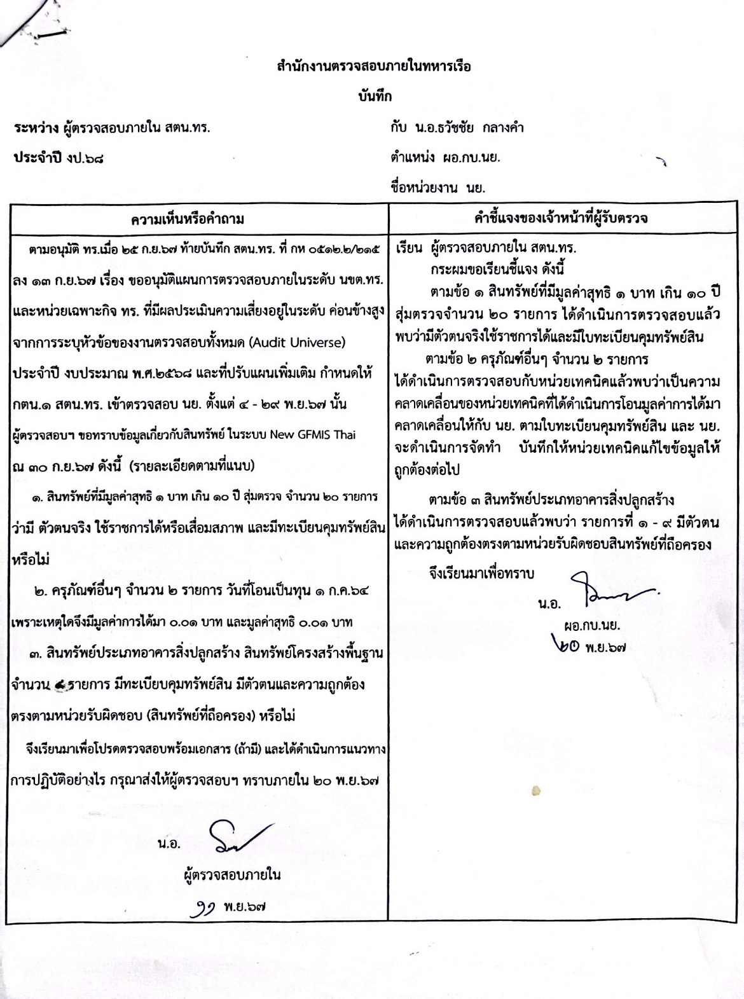 สำนักงานตรวจสอบภายในทหารเรือ
บันทึก
ระหว่าง ผู้ตรวจสอบภายใน สตน.ทร.
กับ น.อ.ธวัชชัย กลางคำ
ประจำปี งป.๖๘
ตำแหน่ง ผอ.กบ.นย.
ชื่อหน่วยงาน นย.
ความเห็นหรือคำถาม
ตามอนุมัติ ทร.เมื่อ ๒๕ ก.ย.๖๗ ท้ายบันทึก สตน.ทร. ที่ กห ๐๕๑๒.๒/๒๑๕
ลง ๑๓ ก.ย.๖๗ เรื่อง ขออนุมัติแผนการตรวจสอบภายในระดับ นขต.ทร.
และหน่วยเฉพาะกิจ ทร. ที่มีผลประเมินความเสี่ยงอยู่ในระดับ ค่อนข้างสูง
จากการระบุหัวข้อของงานตรวจสอบทั้งหมด (Audit Universe)
ประจำปี งบประมาณ พ.ศ.๒๕๖๘ และที่ปรับแผนเพิ่มเติม กำหนดให้
กตน.๑ สตน.ทร. เข้าตรวจสอบ นย. ตั้งแต่ ๔ - ๒๙ พ.ย.๖๗ นั้น
ผู้ตรวจสอบฯ ขอทราบข้อมูลเกี่ยวกับสินทรัพย์ ในระบบ New GFMIS Thai
ณ ๓๐ ก.ย.๖๗ ดังนี้ (รายละเอียดตามที่แนบ)
๑. สินทรัพย์ที่มีมูลค่าสุทธิ ๑ บาท เกิน ๑๐ ปี สุ่มตรวจ จำนวน ๒๐ รายการ
ว่ามี ตัวตนจริง ใช้ราชการได้หรือเสื่อมสภาพ และมีทะเบียนคุมทรัพย์สิน
หรือไม่
๒. ครุภัณฑ์อื่นๆ จำนวน ๒ รายการ วันที่โอนเป็นทุน ๑ ก.ค.๖๔
เพราะเหตุใดจึงมีมูลค่าการได้มา ๐.๐๑ บาท และมูลค่าสุทธิ ๐.๐๑ บาท
๓. สินทรัพย์ประเภทอาคารสิ่งปลูกสร้าง สินทรัพย์โครงสร้างพื้นฐาน
จำนวน รายการ มีทะเบียบคุมทรัพย์สิน มีตัวตนและความถูกต้อง
ตรงตามหน่วยรับผิดชอบ (สินทรัพย์ที่ถือครอง) หรือไม่
จึงเรียนมาเพื่อโปรดตรวจสอบพร้อมเอกสาร (ถ้ามี) และได้ดำเนินการแนวทาง
การปฏิบัติอย่างไร กรุณาส่งให้ผู้ตรวจสอบฯ ทราบภายใน ๒๐ พ.ย.๖๗
น.อ.
ผู้ตรวจสอบภายใน
๑๑ พ.ย.๖๗
คำชี้แจงของเจ้าหน้าที่ผู้รับตรวจ
เรียน ผู้ตรวจสอบภายใน สตน.ทร.
กระผมขอเรียนชี้แจง ดังนี้
ตามข้อ ๑ สินทรัพย์ที่มีมูลค่าสุทธิ ๑ บาท เกิน ๑๐ ปี
สุ่มตรวจจำนวน ๒๐ รายการ ได้ดำเนินการตรวจสอบแล้ว
พบว่ามีตัวตนจริงใช้ราชการได้และมีใบทะเบียนคุมทรัพย์สิน
ตามข้อ ๒ ครุภัณฑ์อื่นๆ จำนวน ๒ รายการ
ได้ดำเนินการตรวจสอบกับหน่วยเทคนิคแล้วพบว่าเป็นความ
คลาดเคลื่อนของหน่วยเทคนิคที่ได้ดำเนินการโอนมูลค่าการได้มา
คลาดเคลื่อนให้กับ นย. ตามใบทะเบียนคุมทรัพย์สิน และ นย.
จะดำเนินการจัดทำ บันทึกให้หน่วยเทคนิคแก้ไขข้อมูลให้
ถูกต้องต่อไป
ตามข้อ ๓ สินทรัพย์ประเภทอาคารสิ่งปลูกสร้าง
ได้ดำเนินการตรวจสอบแล้วพบว่า รายการที่ ๑ - ๙ มีตัวตน
และความถูกต้องตรงตามหน่วยรับผิดชอบสินทรัพย์ที่ถือครอง
จึงเรียนมาเพื่อทราบ
น.อ.
ผอ.กบ.นย.
๒๐ พ.ย.๖๗